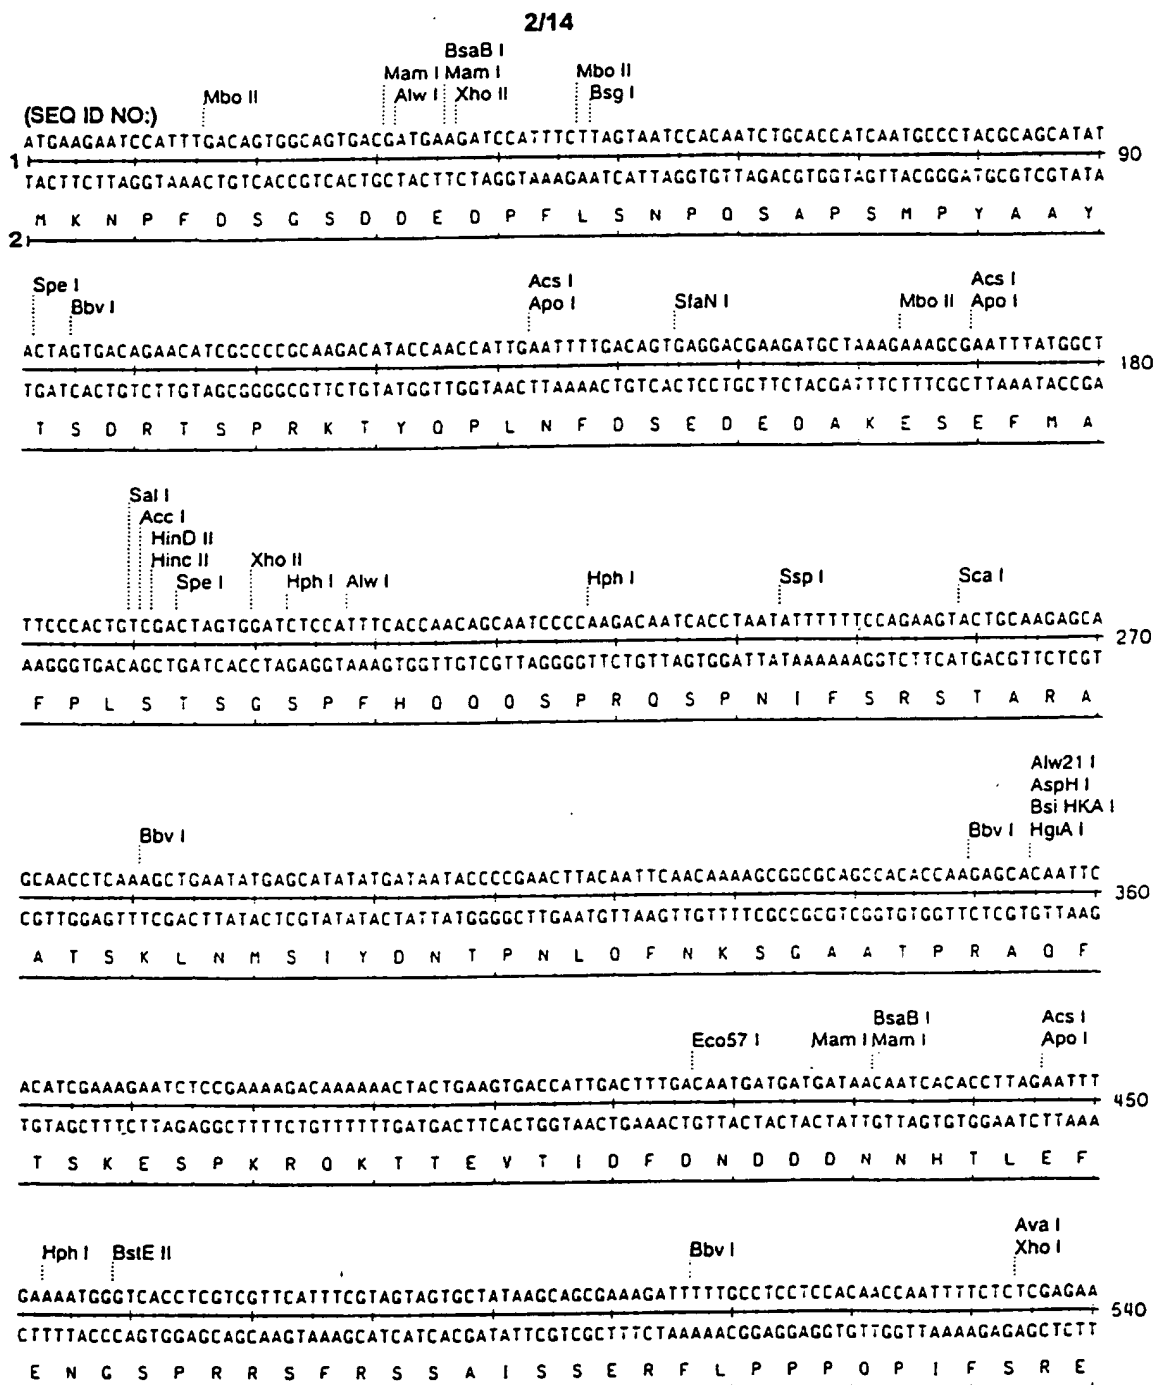 2/14
BsaB I
Mam I Mam I Mbo II
Mbo II Alw I Xho II Bsg I
(SEQ ID NO:)
ATGAAGAATCCATTTGACAGTGGCAGTGACGATGAAGATCCATTTCTTAGTAATCCACAATCTGCACCATCAATGCCCTACGCAGCATAT
1 90
TACTTCTTAGGTAAACTGTCACCGTCACTGCTACTTCTAGGTAAAGAATCATTAGGTGTTAGACGTGGTAGTTACGGGATGCGTCGTATA
M K N P F D S G S D D E D P F L S N P Q S A P S M P Y A A Y
2
Spe I Acs I Acs I
Bbv I Apo I SfaN I Mbo II Apo I
ACTAGTGACAGAACATCGCCCCGCAAGACATACCAACCATTGAATTTTGACAGTGAGGACGAAGATGCTAAAGAAAGCGAATTTATGGCT
180
TGATCACTGTCTTGTAGCGGGGCGTTCTGTATGGTTGGTAACTTAAAACTGTCACTCCTGCTTCTACGATTTCTTTCGCTTAAATACCGA
T S D R T S P R K T Y Q P L N F D S E D E D A K E S E F M A
Sal I
Acc I
HinD II
Hinc II Xho II
Spe I Hph I Alw I Hph I Ssp I Sca I
TTCCCACTGTCGACTAGTGGATCTCCATTTCACCAACAGCAATCCCCAAGACAATCACCTAATATTTTTTCCAGAAGTACTGCAAGAGCA
270
AAGGGTGACAGCTGATCACCTAGAGGTAAAGTGGTTGTCGTTAGGGGTTCTGTTAGTGGATTATAAAAAAGGTCTTCATGACGTTCTCGT
F P L S T S G S P F H Q Q Q S P R Q S P N I F S R S T A R A
Alw21 I
AspH I
Bsi HKA I
Bbv I Bbv I HgiA I
GCAACCTCAAAGCTGAATATGAGCATATATGATAATACCCCGAACTTACAATTCAACAAAAGCGGCGCAGCCACACCAAGAGCACAATTC
360
CGTTGGAGTTTCGACTTATACTCGTATATACTATTATGGGGCTTGAATGTTAAGTTGTTTTCGCCGCGTCGGTGTGGTTCTCGTGTTAAG
A T S K L N M S I Y D N T P N L Q F N K S G A A T P R A Q F
BsaB I Acs I
Eco57 I Mam I Mam I Apo I
ACATCGAAAGAATCTCCGAAAAGACAAAAAACTACTGAAGTGACCATTGACTTTGACAATGATGATGATAACAATCACACCTTAGAATTT
450
TGTAGCTTTCTTAGAGGCTTTTCTGTTTTTTGATGACTTCACTGGTAACTGAAACTGTTACTACTACTATTGTTAGTGTGGAATCTTAAA
T S K E S P K R Q K T T E V T I D F D N D D D N N H T L E F
Ava I
Hph I BstE II Bbv I Xho I
GAAAATGGGTCACCTCGTCGTTCATTTCGTAGTAGTGCTATAAGCAGCGAAAGATTTTTGCCTCCTCCACAACCAATTTTCTCTCGAGAA
540
CTTTTACCCAGTGGAGCAGCAAGTAAAGCATCATCACGATATTCGTCGCTTTCTAAAAACGGAGGAGGTGTTGGTTAAAAGAGAGCTCTT
E N G S P R R S F R S S A I S S E R F L P P P Q P I F S R E